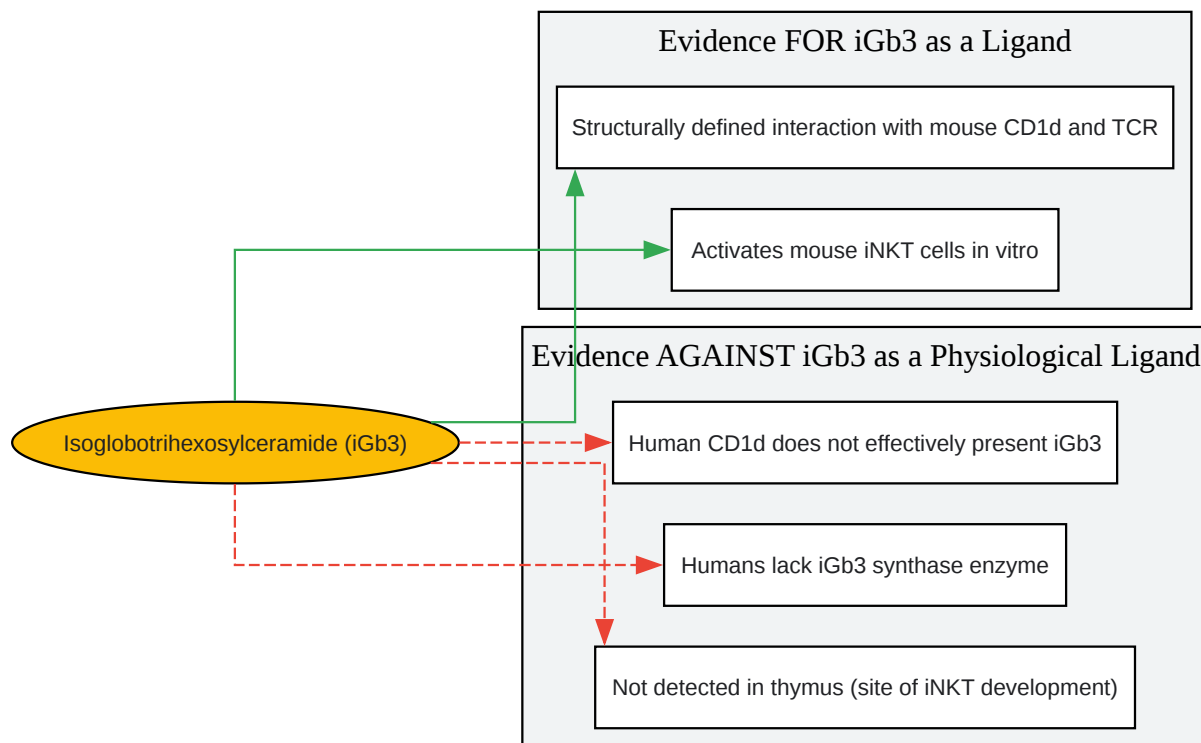 Evidence FOR iGb3 as a Ligand
Structurally defined interaction with mouse CD1d and TCR
Activates mouse iNKT cells in vitro
Evidence AGAINST iGb3 as a Physiological Ligand
Isoglobotrihexosylceramide (iGb3)
Human CD1d does not effectively present iGb3
Humans lack iGb3 synthase enzyme
Not detected in thymus (site of iNKT development)